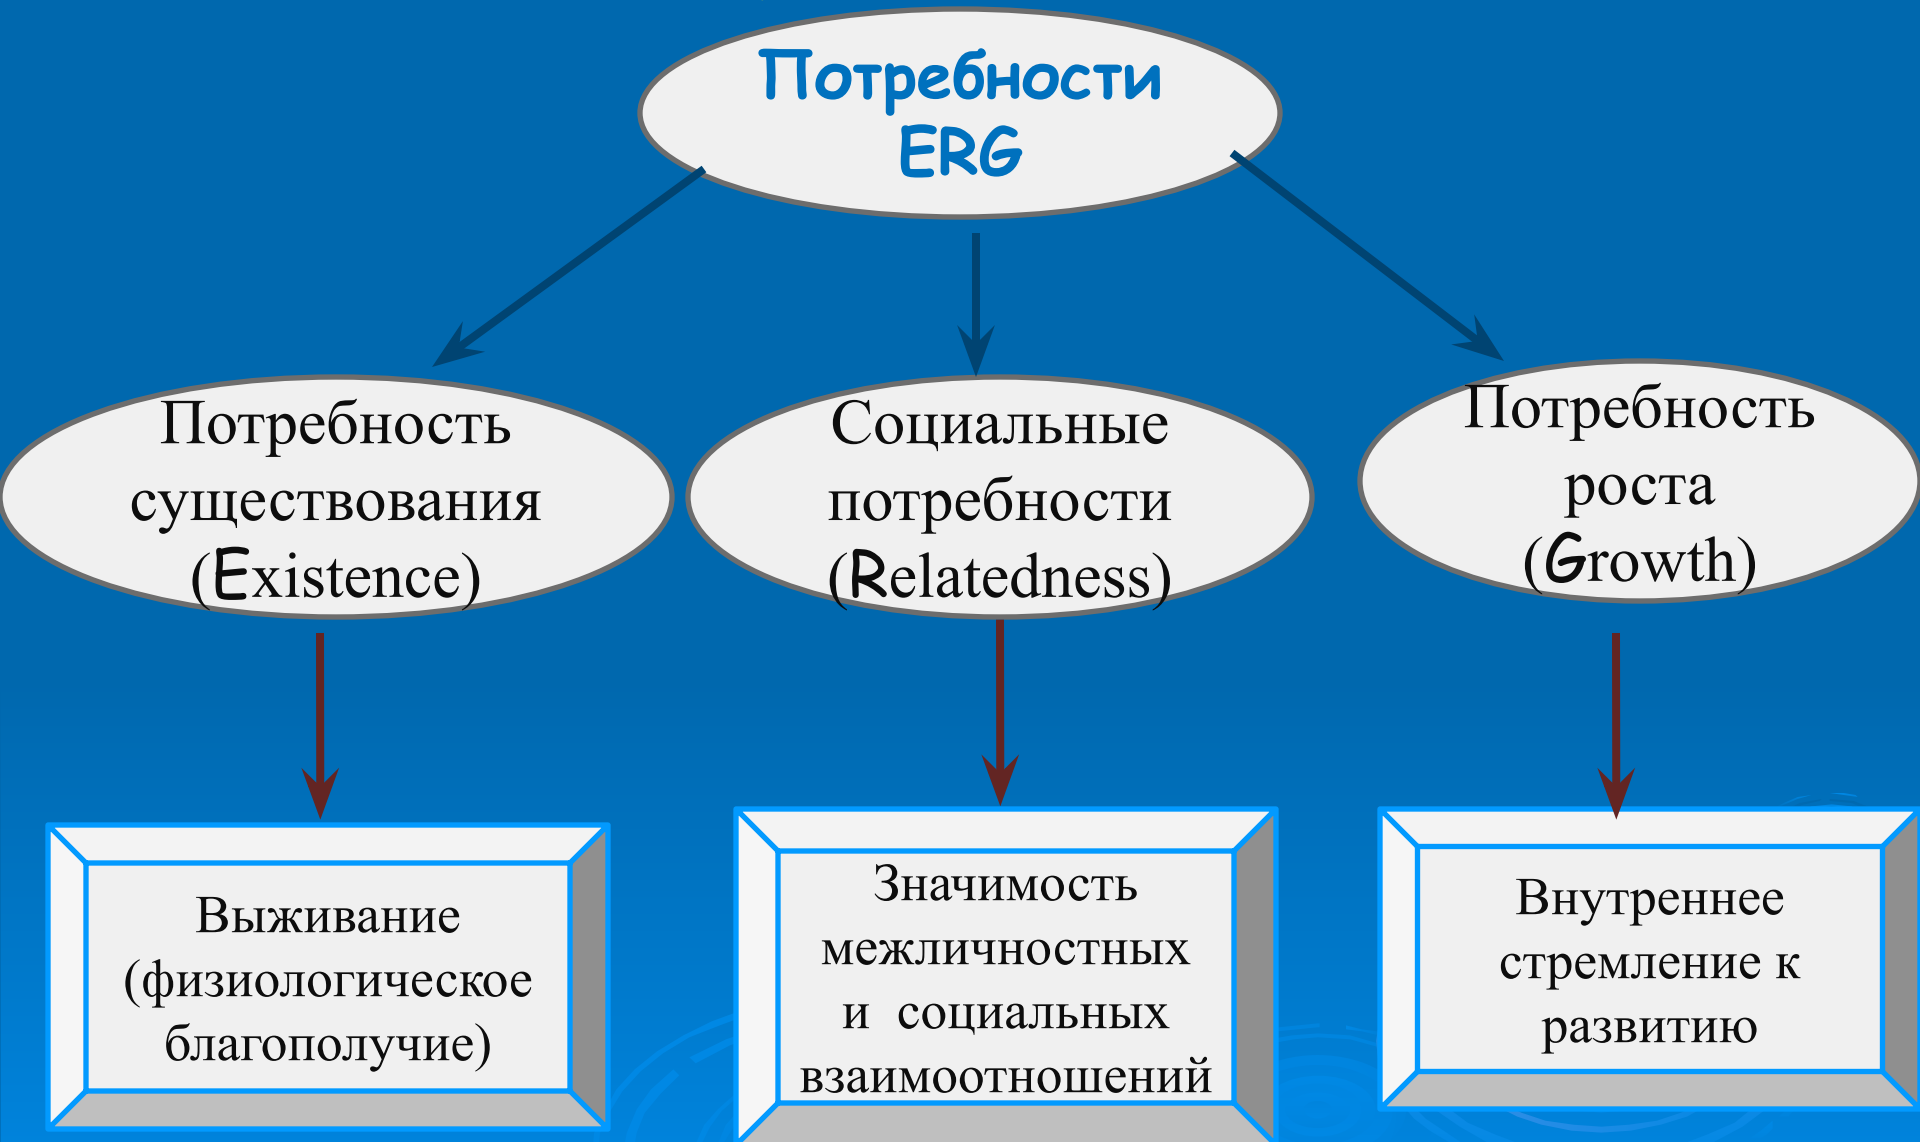 Потребности
ERG
Потребность
существования
(Existence)
Социальные
потребности
(Relatedness)
Потребность
роста
(Growth)
Выживание
(физиологическое
благополучие)
Значимость
межличностных
и социальных
взаимоотношений
Внутреннее
стремление к
развитию